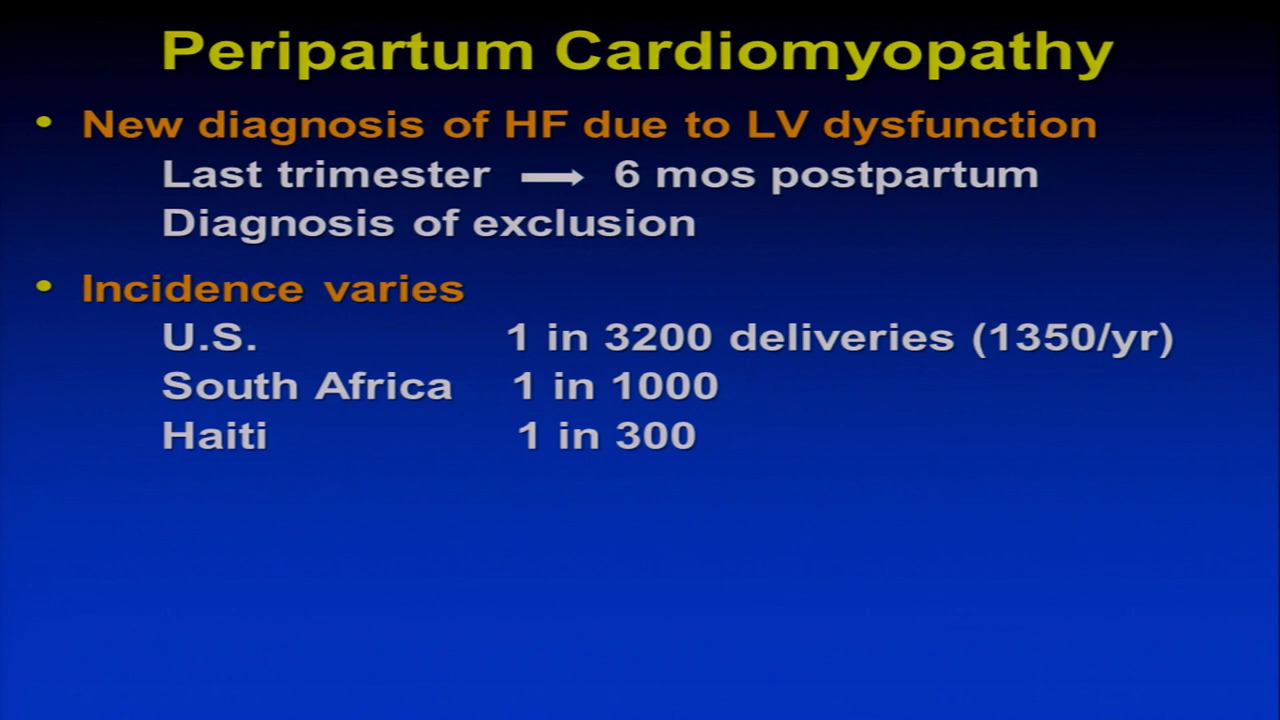 Peripartum Cardiomyopathy
• New diagnosis of HF due to LV dysfunction
Last trimester → 6 mos postpartum
Diagnosis of exclusion
• Incidence varies
U.S. 1 in 3200 deliveries (1350/yr)
South Africa 1 in 1000
Haiti 1 in 300